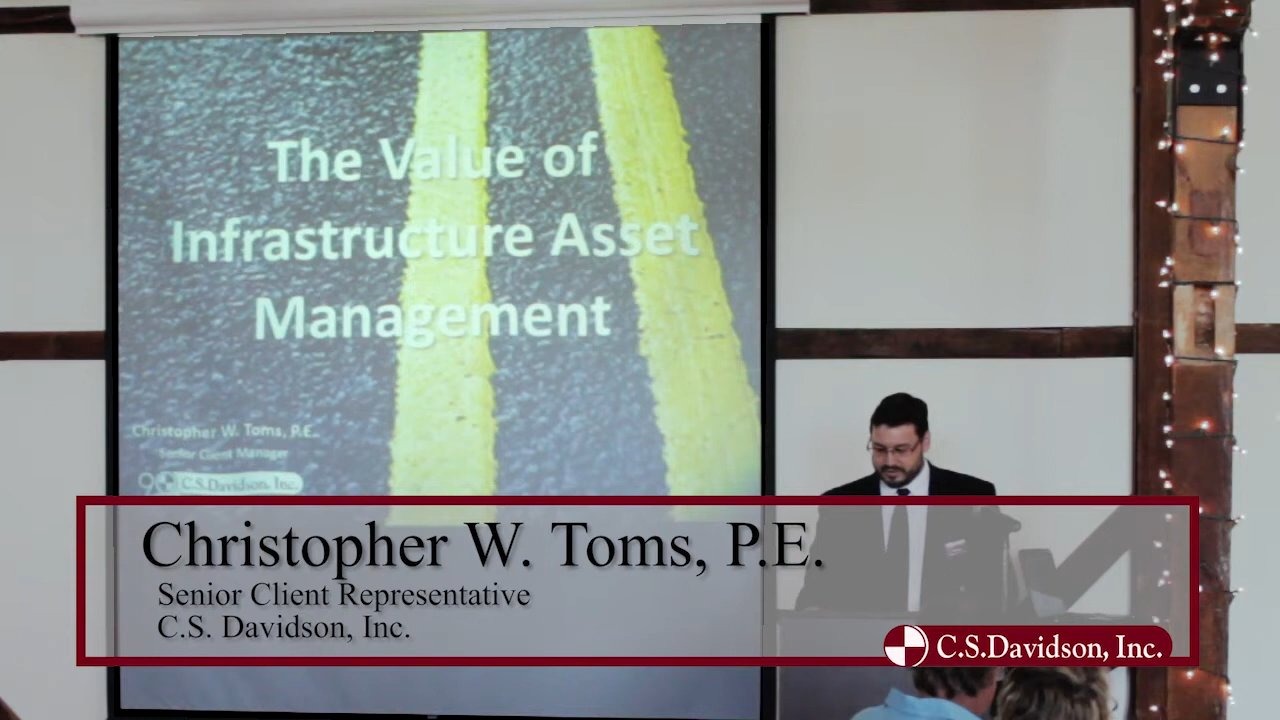 The Value of
Infrastructure Asset
Management
Christopher W. Toms, P.E.
Senior Client Manager
C.S.Davidson, Inc.
Christopher W. Toms, P.E.
Senior Client Representative
C.S. Davidson, Inc.
C.S.Davidson, Inc.